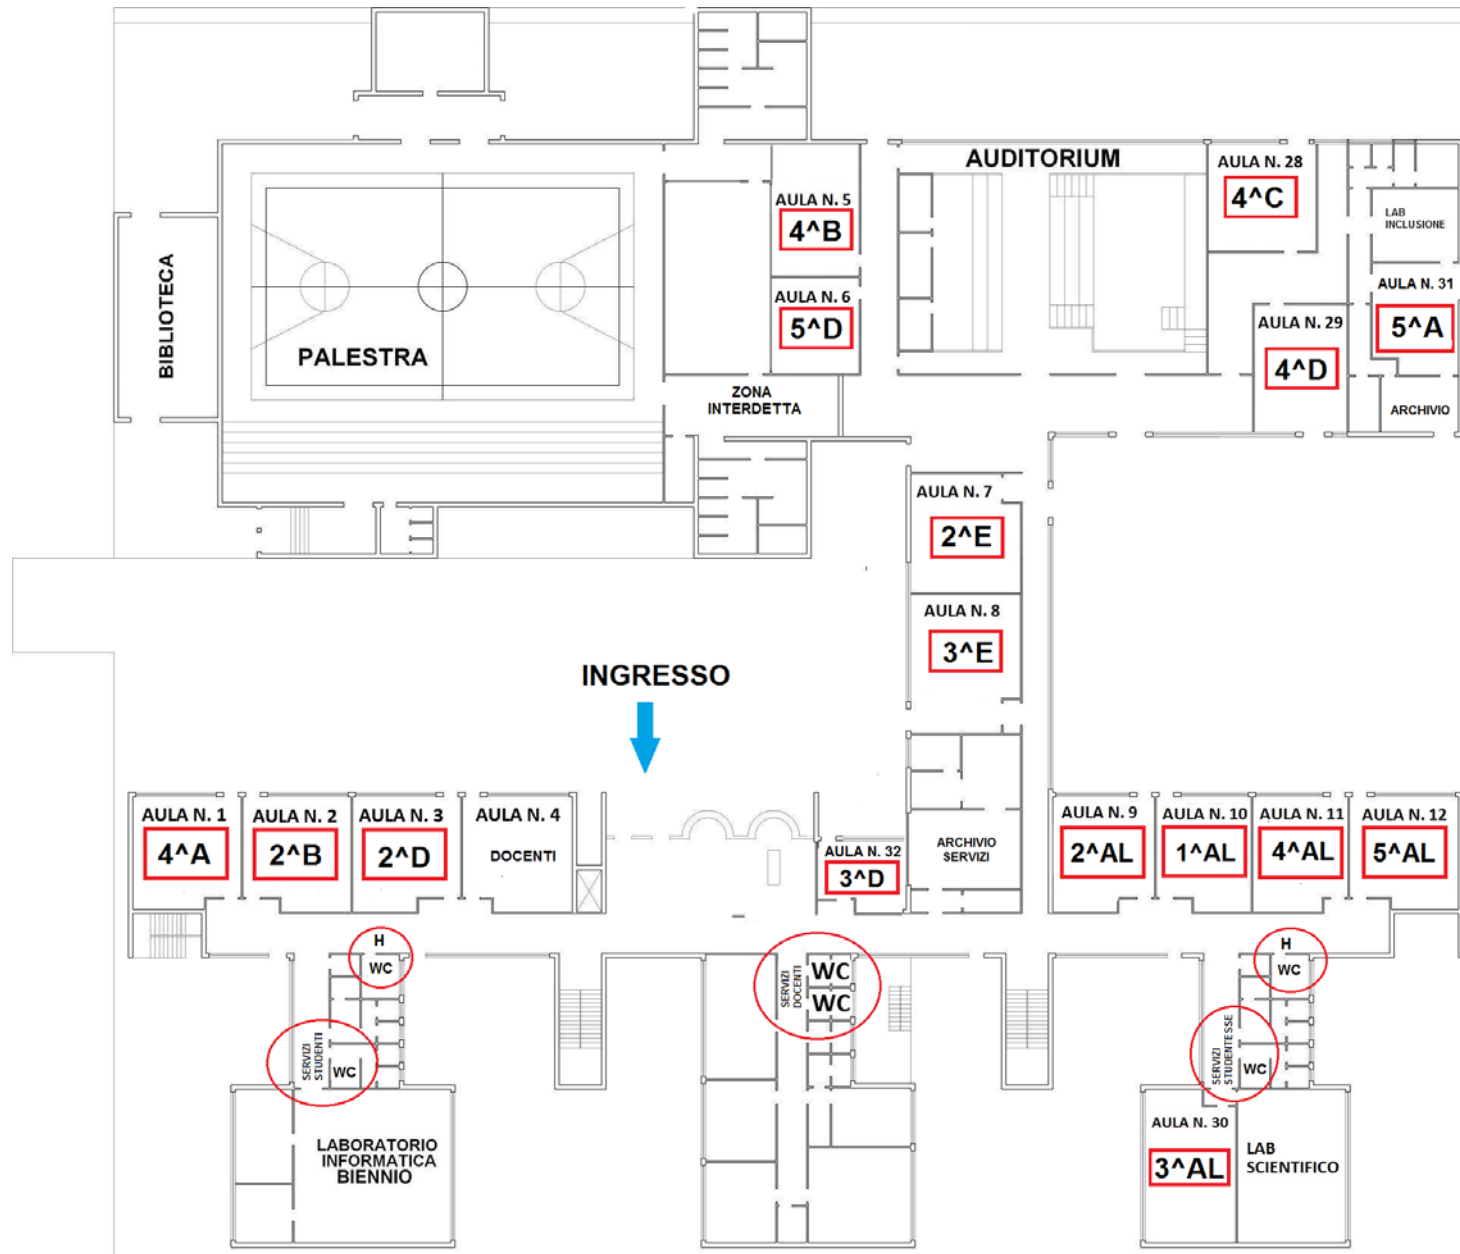 AUDITORIUM
AULA N. 28
4^C
AULA N. 5
4^B
LAB
INCLUSIONE
BIBLIOTECA
PALESTRA
AULA N. 6
5^D
AULA N. 31
5^A
AULA N. 29
4^D
ZONA
INTERDETTA
ARCHIVIO
AULA N. 7
2^E
AULA N. 8
3^E
INGRESSO
AULA N. 1
4^A
AULA N. 2
2^B
AULA N. 3
2^D
AULA N. 4
DOCENTI
AULA N. 32
3^D
ARCHIVIO
SERVIZI
AULA N. 9
2^AL
AULA N. 10
1^AL
AULA N. 11
4^AL
AULA N. 12
5^AL
H
WC
SERVIZI
DOCENTI
WC
WC
H
WC
SERVIZI
STUDENTI
WC
SERVIZI
STUDENTESSE
WC
LABORATORIO
INFORMATICA
BIENNIO
AULA N. 30
3^AL
LAB
SCIENTIFICO